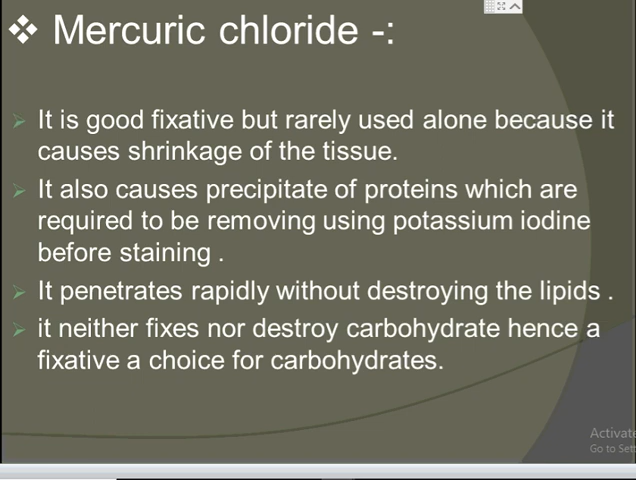 ❖ Mercuric chloride -:
➢ It is good fixative but rarely used alone because it
causes shrinkage of the tissue.
➢ It also causes precipitate of proteins which are
required to be removing using potassium iodine
before staining .
➢ It penetrates rapidly without destroying the lipids .
➢ it neither fixes nor destroy carbohydrate hence a
fixative a choice for carbohydrates.
Activate
Go to Sett